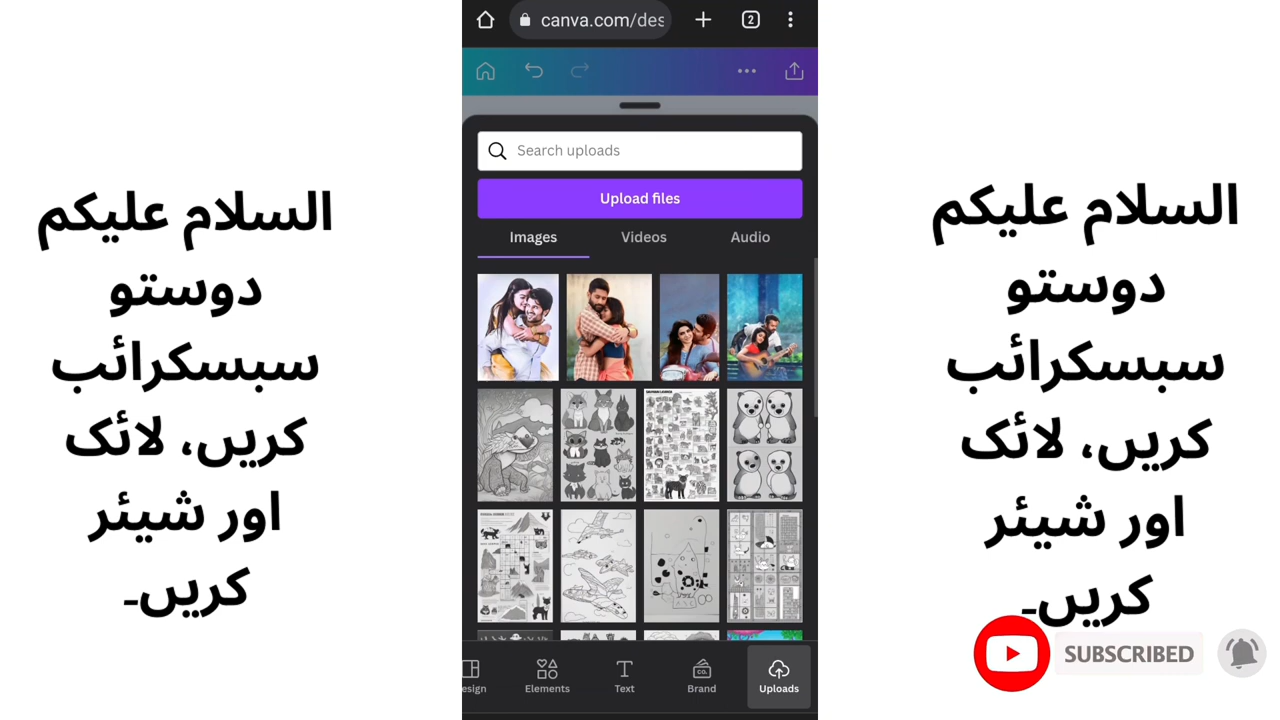 canva.com/des
2
Search uploads
Upload files
Images Videos Audio
esign Elements Text Brand Uploads
السلام علیکم
دوستو
سبسکرائب
کریں، لائک
اور شیئر
کریں۔
السلام علیکم
دوستو
سبسکرائب
کریں، لائک
اور شیئر
کریں۔
SUBSCRIBED